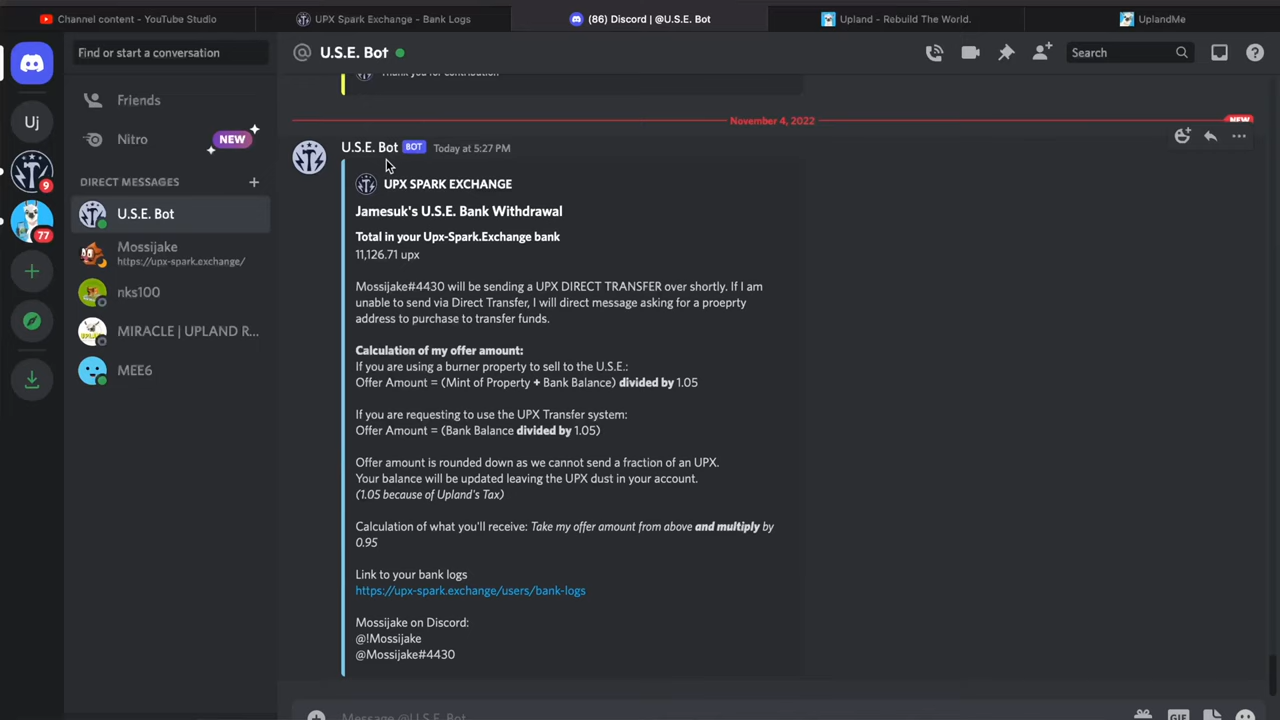 Channel content - YouTube Studio
UPX Spark Exchange - Bank Logs
(86) Discord | @U.S.E. Bot
Upland - Rebuild The World.
UplandMe
Find or start a conversation
U.S.E. Bot
Search
Friends
Nitro
NEW
DIRECT MESSAGES
U.S.E. Bot
Mossijake
https://upx-spark.exchange/
nks100
MIRACLE | UPLAND R...
MEE6
Uj
9
77
Thank you for contribution
November 4, 2022
NEW
U.S.E. Bot BOT Today at 5:27 PM
UPX SPARK EXCHANGE
Jamesuk's U.S.E. Bank Withdrawal
Total in your Upx-Spark.Exchange bank
11,126.71 upx
Mossijake#4430 will be sending a UPX DIRECT TRANSFER over shortly. If I am
unable to send via Direct Transfer, I will direct message asking for a proeprty
address to purchase to transfer funds.
Calculation of my offer amount:
If you are using a burner property to sell to the U.S.E.:
Offer Amount = (Mint of Property + Bank Balance) divided by 1.05
If you are requesting to use the UPX Transfer system:
Offer Amount = (Bank Balance divided by 1.05)
Offer amount is rounded down as we cannot send a fraction of an UPX.
Your balance will be updated leaving the UPX dust in your account.
(1.05 because of Upland's Tax)
Calculation of what you'll receive: Take my offer amount from above and multiply by
0.95
Link to your bank logs
https://upx-spark.exchange/users/bank-logs
Mossijake on Discord:
@!Mossijake
@Mossijake#4430
Message @U.S.E. Bot
GIF